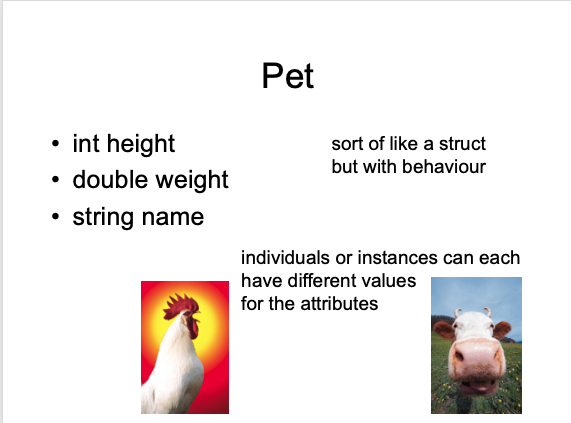 Pet
• int height
• double weight
• string name
sort of like a struct
but with behaviour
individuals or instances can each
have different values
for the attributes